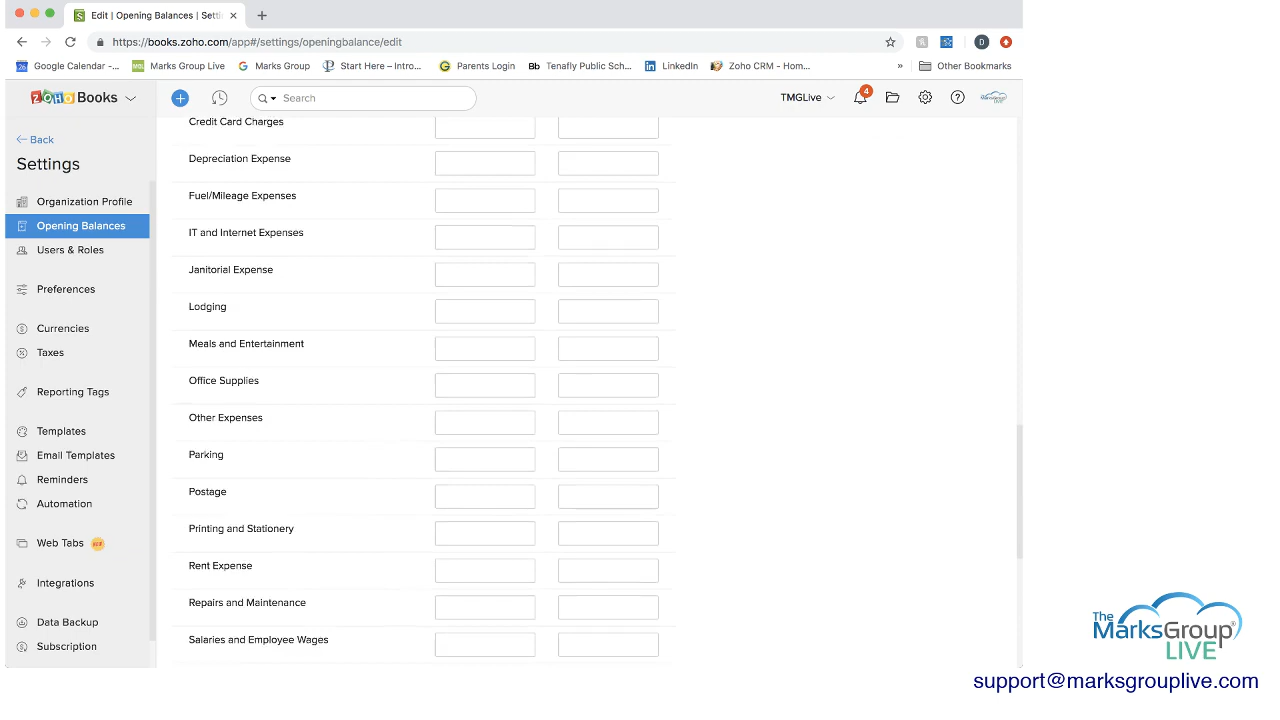 Edit | Opening Balances | Setti
https://books.zoho.com/app#/settings/openingbalance/edit
D
26 Google Calendar -...
MGL Marks Group Live
G Marks Group
Start Here – Intro...
G Parents Login
Bb Tenafly Public Sch...
in LinkedIn
Zoho CRM - Hom...
»
Other Bookmarks
ZOHO Books
Search
TMGLive
4
?
Back
Settings
Organization Profile
Opening Balances
Users & Roles
Preferences
Currencies
Taxes
Reporting Tags
Templates
Email Templates
Reminders
Automation
Web Tabs
Integrations
Data Backup
Subscription
Credit Card Charges
Depreciation Expense
Fuel/Mileage Expenses
IT and Internet Expenses
Janitorial Expense
Lodging
Meals and Entertainment
Office Supplies
Other Expenses
Parking
Postage
Printing and Stationery
Rent Expense
Repairs and Maintenance
Salaries and Employee Wages
The
MarksGroup®
LIVE
support@marksgrouplive.com